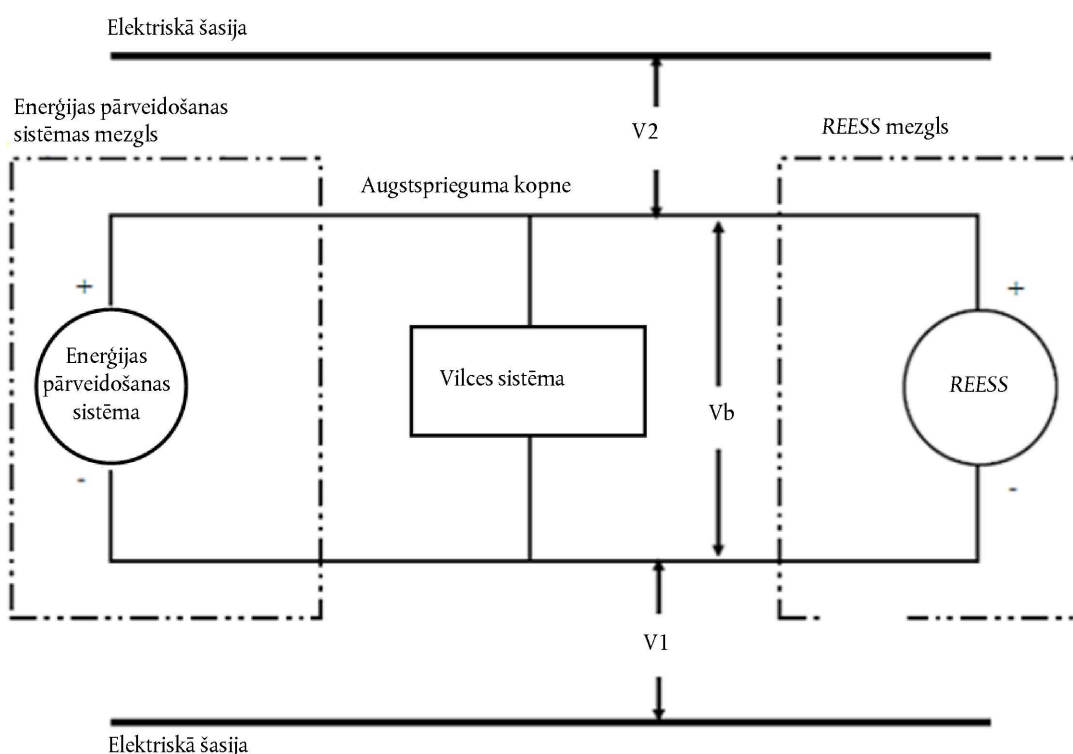 Elektriskā šasija
Enerģijas pārveidošanas
sistēmas mezgls
V2
REESS mezgls
Augstsprieguma kopne
+
+
Enerģijas
pārveidošanas
sistēma
Vilces sistēma
REESS
Vb
-
-
V1
Elektriskā šasija